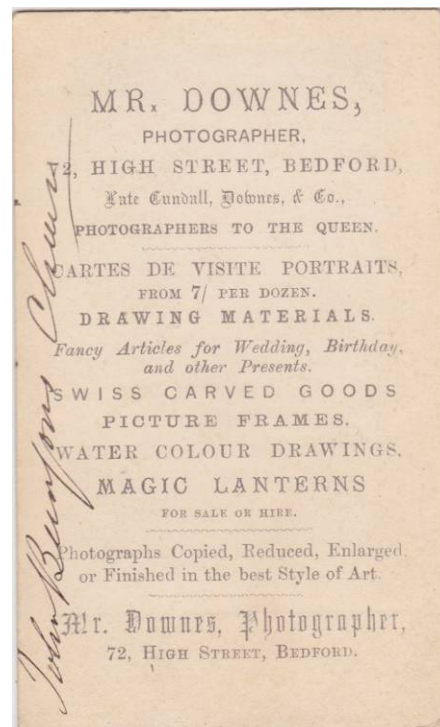 MR. DOWNES,
PHOTOGRAPHER,
72, HIGH STREET, BEDFORD,
Late Cundall, Downes, & Co.,
PHOTOGRAPHERS TO THE QUEEN.
CARTES DE VISITE PORTRAITS,
FROM 7/ PER DOZEN.
DRAWING MATERIALS.
Fancy Articles for Wedding, Birthday,
and other Presents.
SWISS CARVED GOODS
PICTURE FRAMES.
WATER COLOUR DRAWINGS.
MAGIC LANTERNS
FOR SALE OR HIRE.
Photographs Copied, Reduced, Enlarged.
or Finished in the best Style of Art.
Mr. Downes, Photographer,
72, HIGH STREET, BEDFORD.
John Bunyans Chair